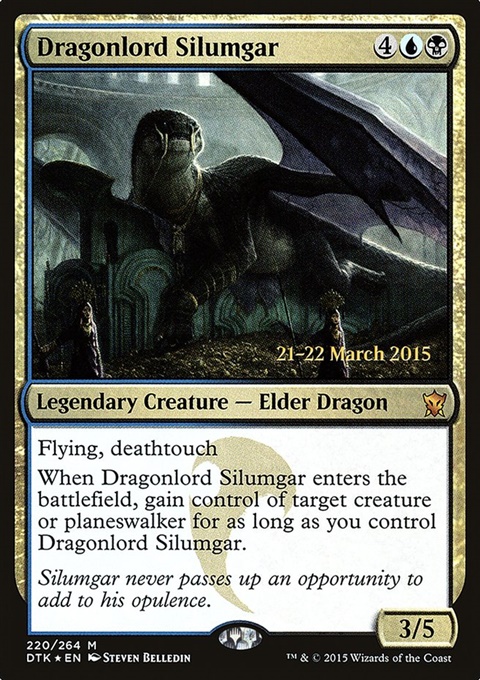 Dragonlord Silumgar 4
21–22 March 2015
Legendary Creature — Elder Dragon
Flying, deathtouch
When Dragonlord Silumgar enters the
battlefield, gain control of target creature
or planeswalker for as long as you control
Dragonlord Silumgar.
Silumgar never passes up an opportunity to
add to his opulence.
3/5
220/264 M
DTK ★ EN Steven Belledin
™ & © 2015 Wizards of the Coast